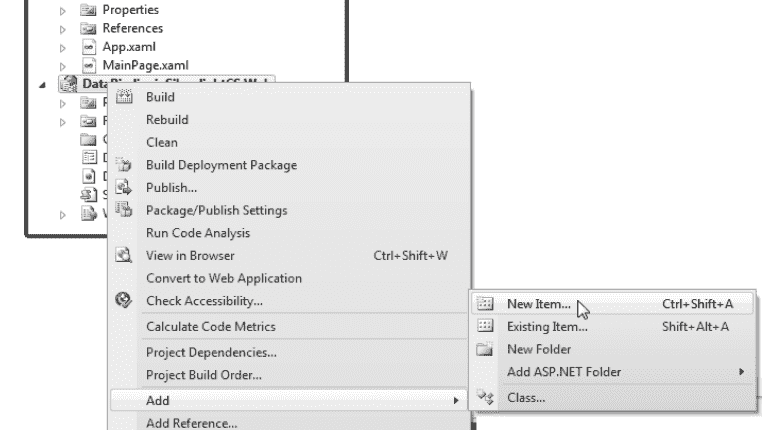 Properties
References
App.xaml
MainPage.xaml
Build
Rebuild
Clean
Build Deployment Package
Publish...
Package/Publish Settings
Run Code Analysis
View in Browser Ctrl+Shift+W
Convert to Web Application
Check Accessibility...
Calculate Code Metrics
Project Dependencies...
Project Build Order...
Add
Add Reference...
New Item... Ctrl+Shift+A
Existing Item... Shift+Alt+A
New Folder
Add ASP.NET Folder
Class...